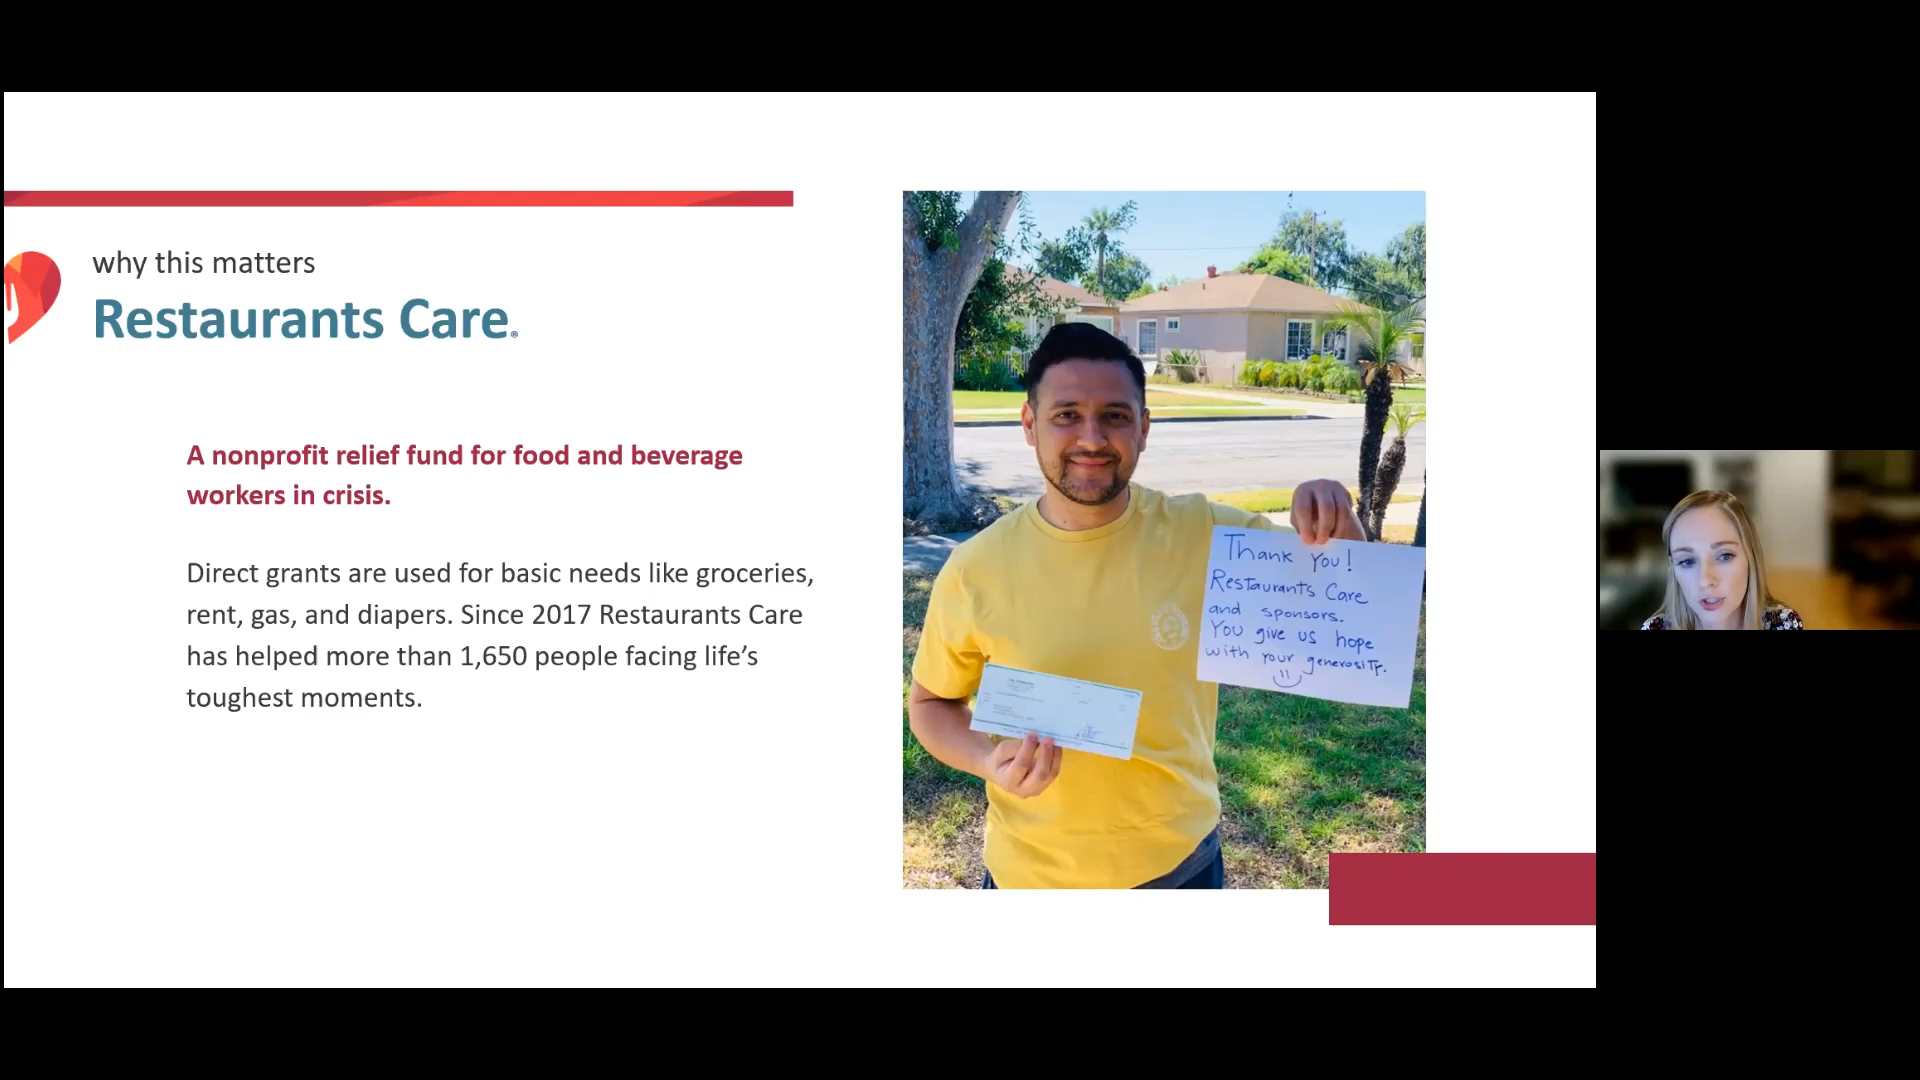 why this matters
Restaurants Care®
A nonprofit relief fund for food and beverage
workers in crisis.
Direct grants are used for basic needs like groceries,
rent, gas, and diapers. Since 2017 Restaurants Care
has helped more than 1,650 people facing life’s
toughest moments.
Thank You!
Restaurants Care
and sponsors.
You give us hope
with your generosity.